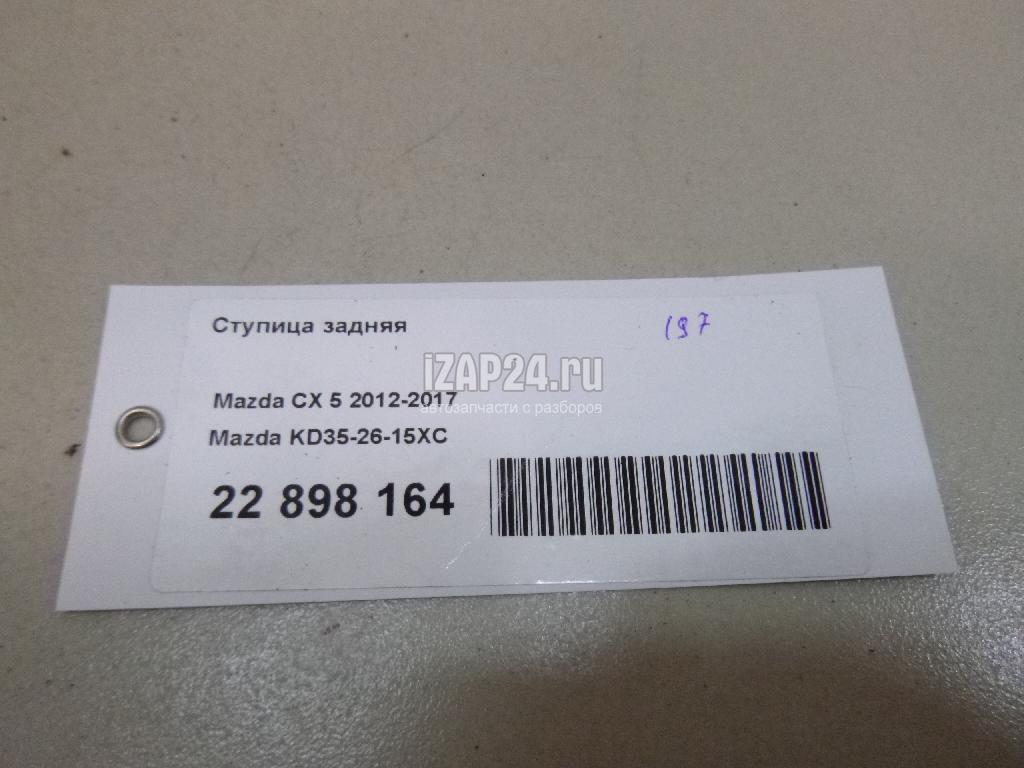 Ступица задняя
197
iZAP24.ru
Mazda CX 5 2012-2017
автозапчасти с разборов
Mazda KD35-26-15XC
22 898 164